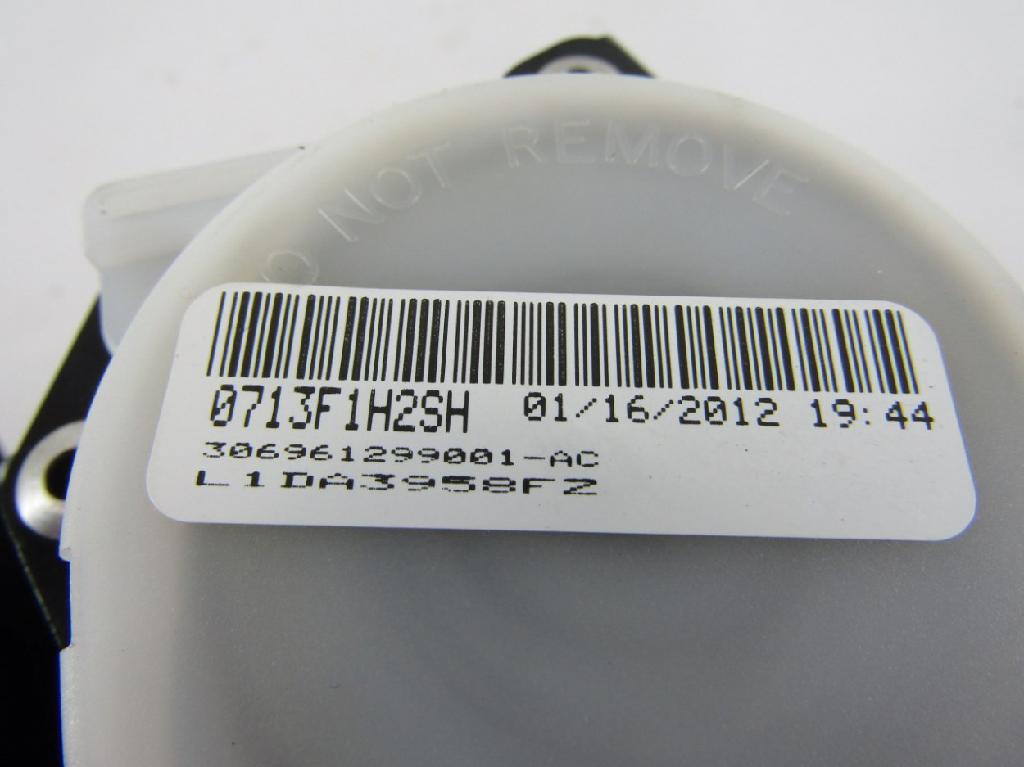 DO NOT REMOVE
0713F1H2SH 01/16/2012 19:44
306961299001-AC
L1DA3958FZ